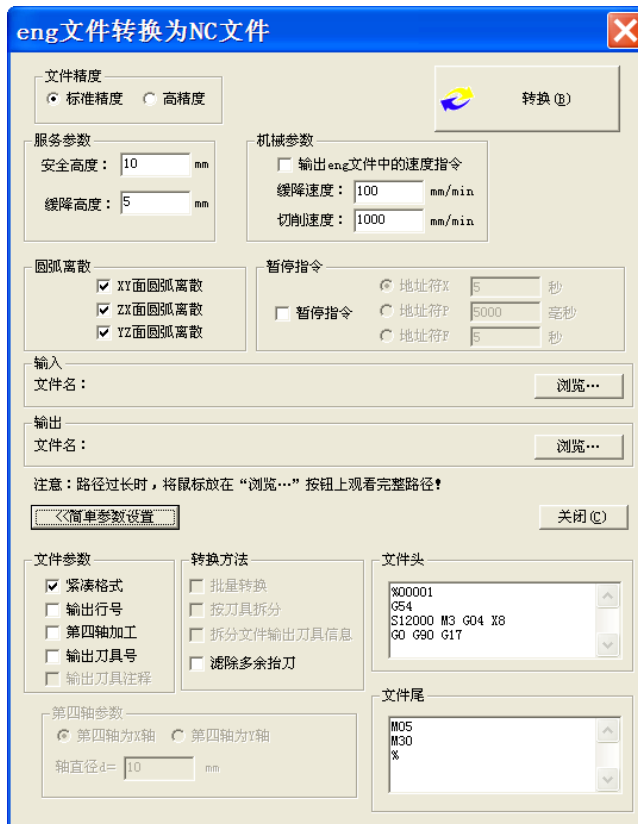 eng文件转换为NC文件
文件精度
标准精度 高精度
转换(B)
服务参数
安全高度： 10 mm
缓降高度： 5 mm
机械参数
输出eng文件中的速度指令
缓降速度： 100 mm/min
切削速度： 1000 mm/min
圆弧离散
XY面圆弧离散
ZX面圆弧离散
YZ面圆弧离散
暂停指令
暂停指令
地址符X 5 秒
地址符P 5000 毫秒
地址符F 5 秒
输入
文件名： 浏览…
输出
文件名： 浏览…
注意：路径过长时，将鼠标放在“浏览…”按钮上观看完整路径！
<<简单参数设置 关闭(C)
文件参数
紧凑格式
输出行号
第四轴加工
输出刀具号
输出刀具注释
转换方法
批量转换
按刀具拆分
拆分文件输出刀具信息
滤除多余抬刀
文件头
%00001
G54
S12000 M3 G04 X8
G0 G90 G17
第四轴参数
第四轴为X轴 第四轴为Y轴
轴直径d= 10 mm
文件尾
M05
M30
%